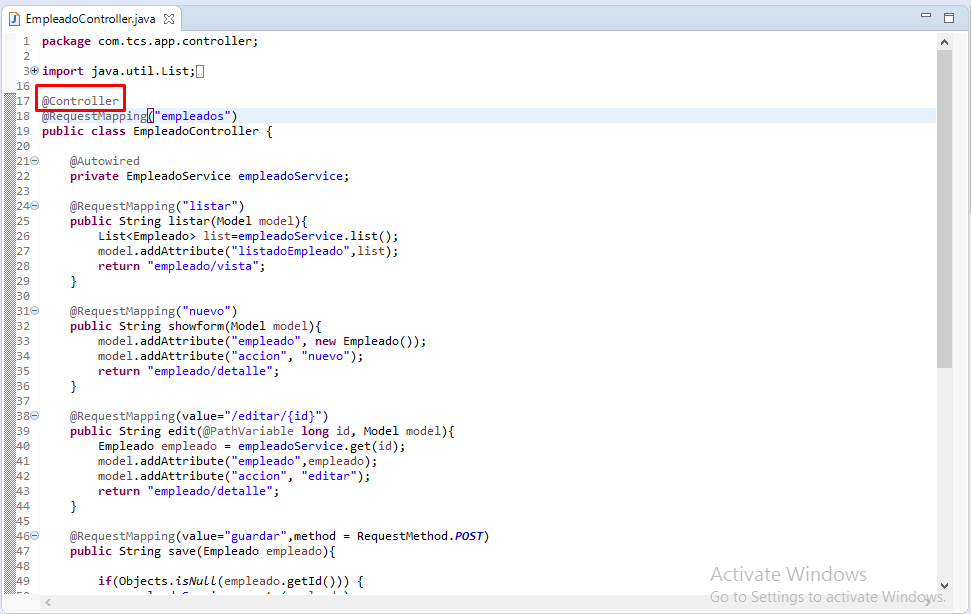 EmpleadoController.java
1 package com.tcs.app.controller;
2
3 import java.util.List;
16
17 @Controller
18 @RequestMapping("empleados")
19 public class EmpleadoController {
20
21 @Autowired
22 private EmpleadoService empleadoService;
23
24 @RequestMapping("listar")
25 public String listar(Model model){
26 List<Empleado> list=empleadoService.list();
27 model.addAttribute("listadoEmpleado",list);
28 return "empleado/vista";
29 }
30
31 @RequestMapping("nuevo")
32 public String showform(Model model){
33 model.addAttribute("empleado", new Empleado());
34 model.addAttribute("accion", "nuevo");
35 return "empleado/detalle";
36 }
37
38 @RequestMapping(value="/editar/{id}")
39 public String edit(@PathVariable long id, Model model){
40 Empleado empleado = empleadoService.get(id);
41 model.addAttribute("empleado",empleado);
42 model.addAttribute("accion", "editar");
43 return "empleado/detalle";
44 }
45
46 @RequestMapping(value="guardar",method = RequestMethod.POST)
47 public String save(Empleado empleado){
48
49 if(Objects.isNull(empleado.getId())) {
Activate Windows
Go to Settings to activate Windows.